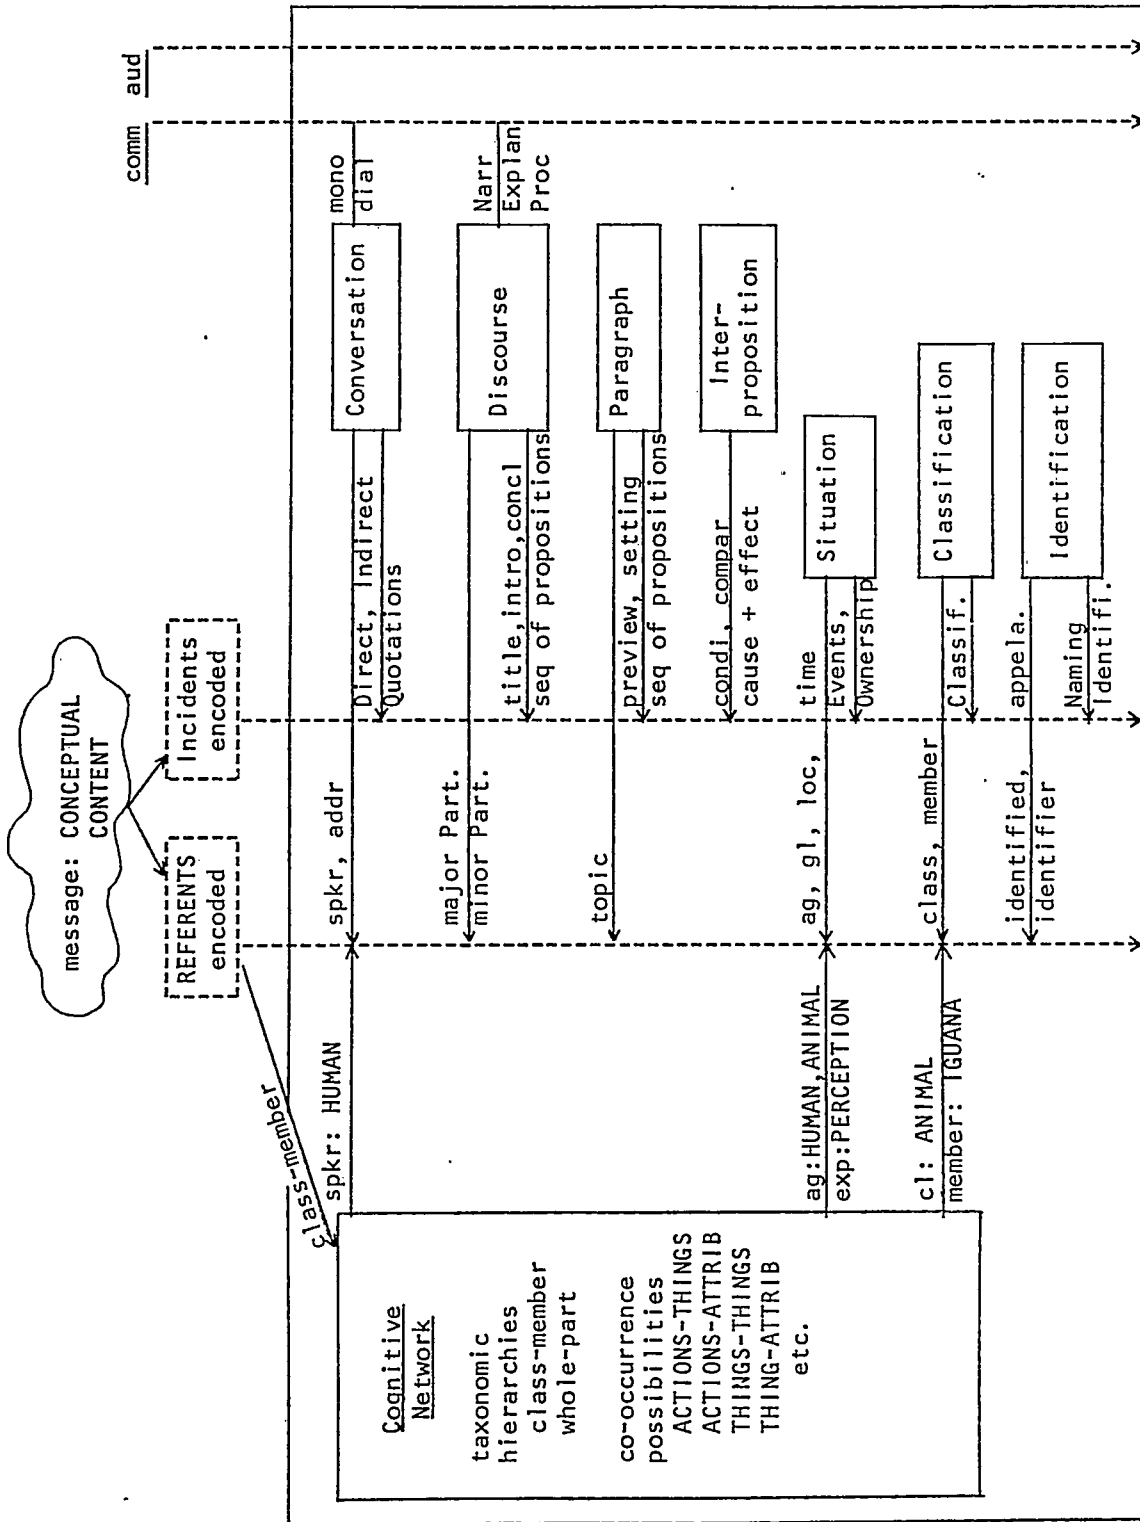 message: CONCEPTUAL
CONTENT
REFERENTS
encoded
Incidents
encoded
comm
aud
class-member
Cognitive
Network
taxonomic
hierarchies
class-member
whole-part
co-occurrence
possibilities
ACTIONS-THINGS
ACTIONS-ATTRIB
THINGS-THINGS
THING-ATTRIB
etc.
spkr: HUMAN
spkr, addr
Direct, Indirect
Quotations
Conversation
mono
dial
major Part.
minor Part.
title,intro,concl
seq of propositions
Discourse
Narr
Explan
Proc
topic
preview, setting
seq of propositions
Paragraph
condi, compar
cause + effect
Inter-
proposition
ag:HUMAN,ANIMAL
exp:PERCEPTION
ag, gl, loc, time
Events,
Ownership
Situation
cl: ANIMAL
member: IGUANA
class, member
Classif.
Classification
identified, appela.
identifier
Naming
Identifi.
Identification